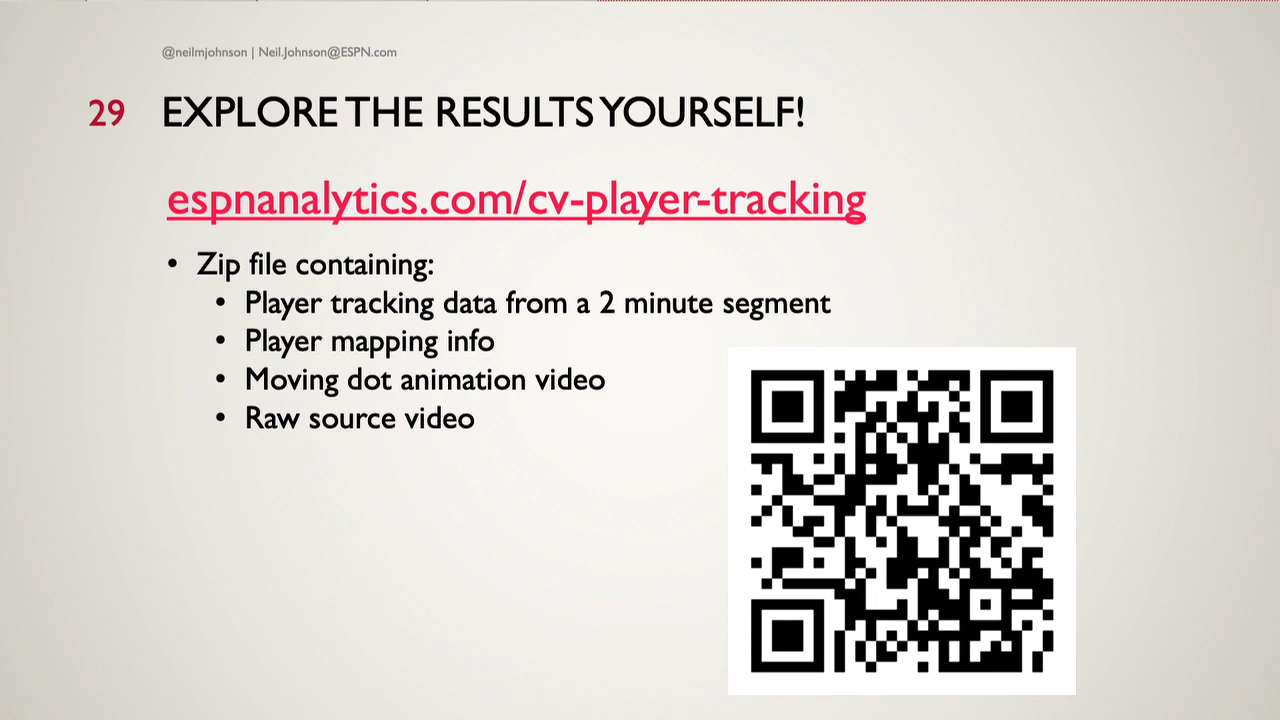 @neilmjohnson | Neil.Johnson@ESPN.com
29 EXPLORE THE RESULTS YOURSELF!
espnanalytics.com/cv-player-tracking
• Zip file containing:
• Player tracking data from a 2 minute segment
• Player mapping info
• Moving dot animation video
• Raw source video